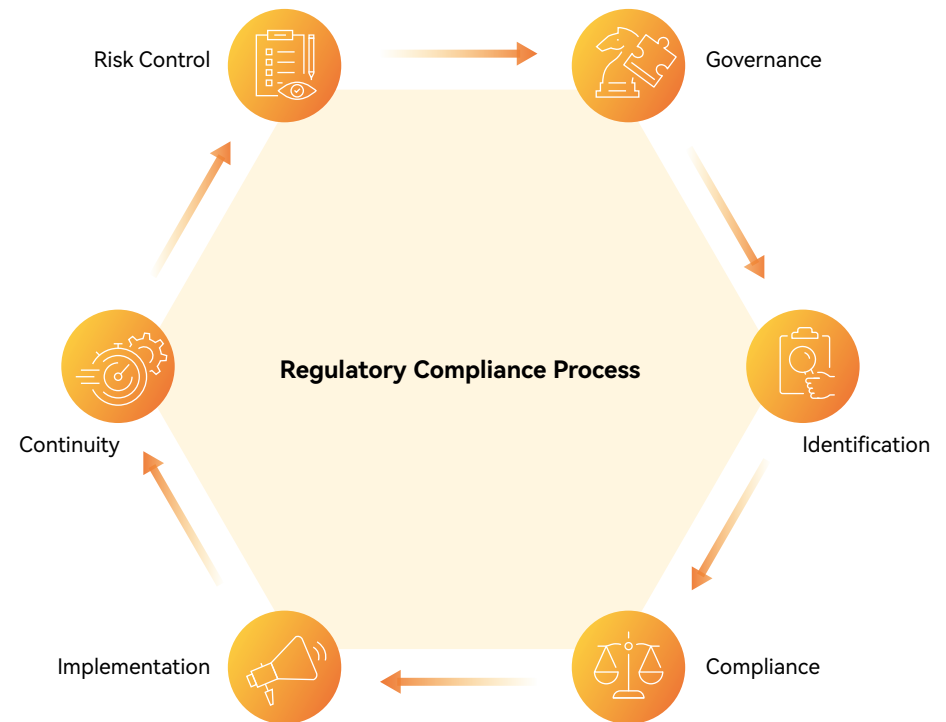 Risk Control
Governance
Regulatory Compliance Process
Continuity
Identification
Implementation
Compliance